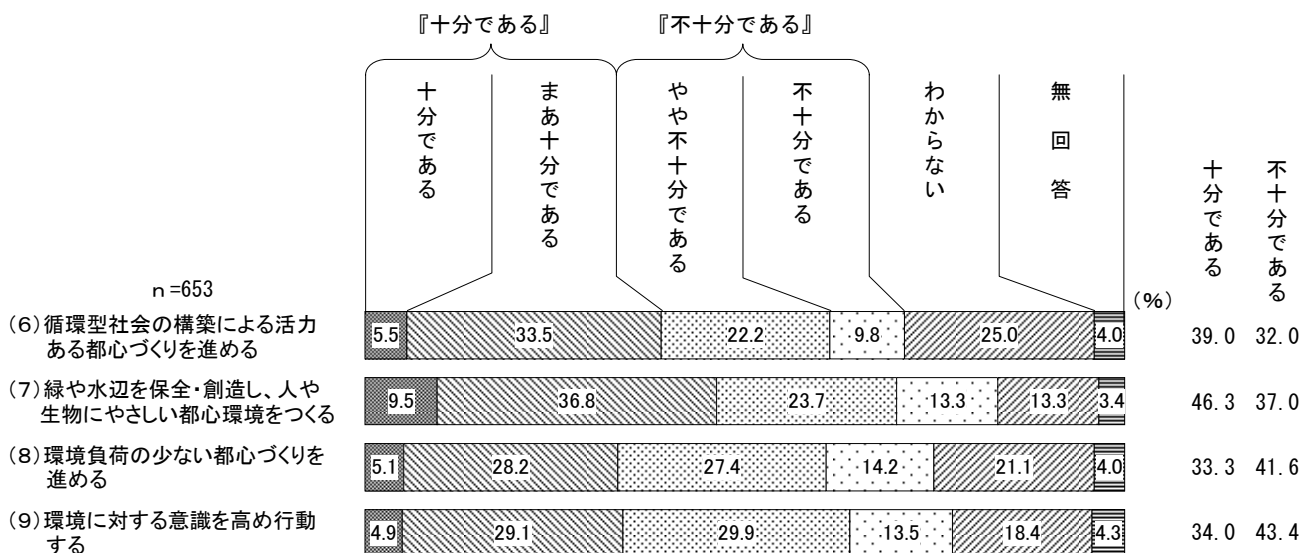 『十分である』 『不十分である』
十分である
まあ十分である
やや不十分である
不十分である
わからない
無回答
十分である
不十分である
n=653
(%)
(6)循環型社会の構築による活力
ある都心づくりを進める
5.5 33.5 22.2 9.8 25.0 4.0 39.0 32.0
(7)緑や水辺を保全・創造し、人や
生物にやさしい都心環境をつくる
9.5 36.8 23.7 13.3 13.3 3.4 46.3 37.0
(8)環境負荷の少ない都心づくりを
進める
5.1 28.2 27.4 14.2 21.1 4.0 33.3 41.6
(9)環境に対する意識を高め行動
する
4.9 29.1 29.9 13.5 18.4 4.3 34.0 43.4